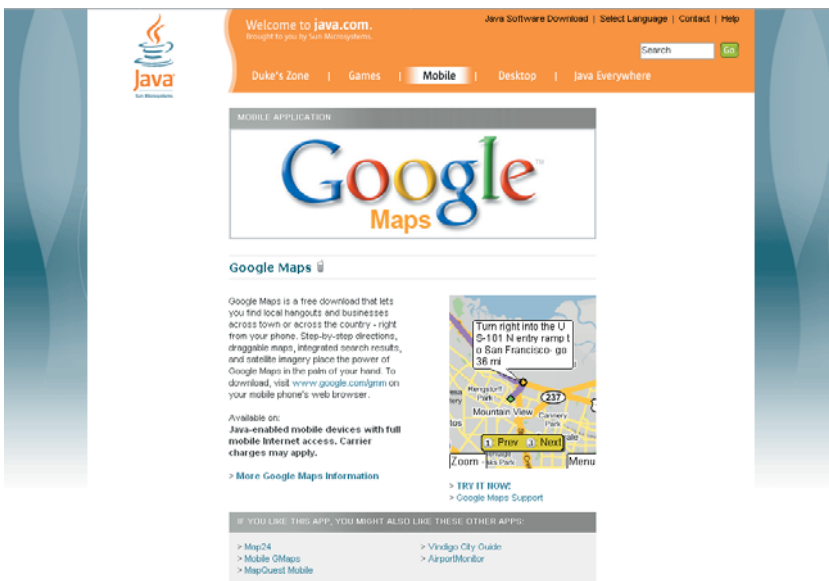 Java Software Download | Select Language | Contact | Help
Welcome to java.com.
Brought to you by Sun Microsystems.
Search Go
Java
Sun Microsystems
Duke's Zone | Games | Mobile | Desktop | Java Everywhere
MOBILE APPLICATION
Google™
Maps
Google Maps
Google Maps is a free download that lets
you find local hangouts and businesses
across town or across the country - right
from your phone. Step-by-step directions,
draggable maps, integrated search results,
and satellite imagery place the power of
Google Maps in the palm of your hand. To
download, visit www.google.com/gmm on
your mobile phone's web browser.
Available on:
Java-enabled mobile devices with full
mobile Internet access. Carrier
charges may apply.
> More Google Maps Information
Turn right into the U
S-101 N entry ramp t
o San Francisco- go
36 mi
Rengstorff
Park
237
Mountain View
Cannery
Park
1 Prev 3 Next
Zoom - Menu
> TRY IT NOW!
> Google Maps Support
IF YOU LIKE THIS APP, YOU MIGHT ALSO LIKE THESE OTHER APPS:
> Map24
> Mobile GMaps
> MapQuest Mobile
> Vindigo City Guide
> AirportMonitor